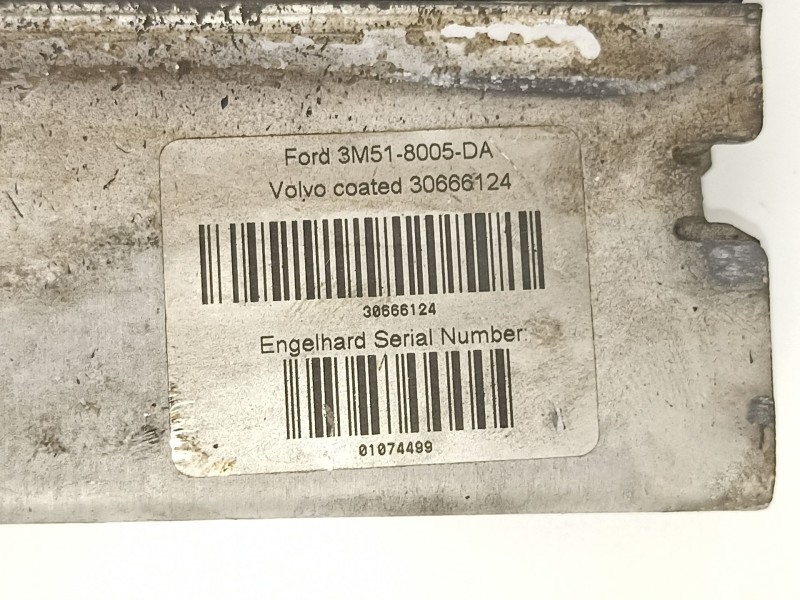 Ford 3M51-8005-DA
Volvo coated 30666124
30666124
Engelhard Serial Number:
01074499